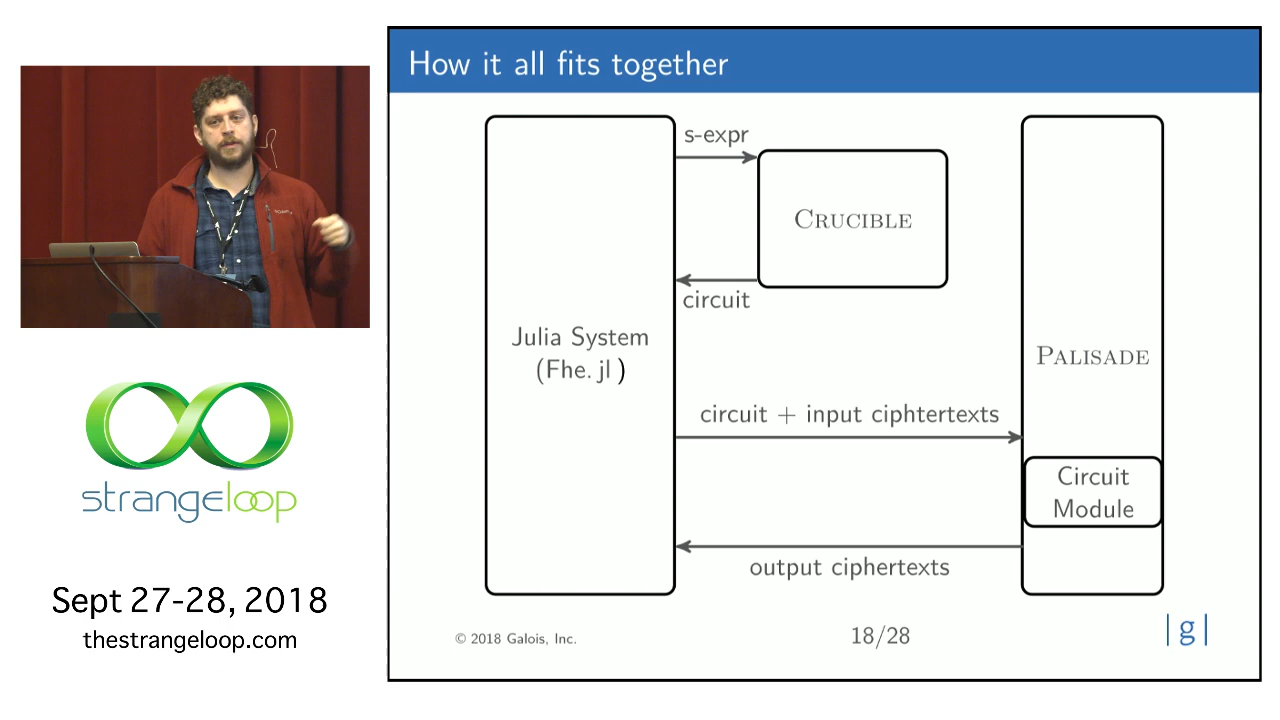 How it all fits together
s-expr
CRUCIBLE
circuit
Julia System
(Fhe. jl )
PALISADE
circuit + input ciphtertexts
Circuit
Module
output ciphertexts
© 2018 Galois, Inc.
18/28
|g|
strangeloop
Sept 27-28, 2018
thestrangeloop.com